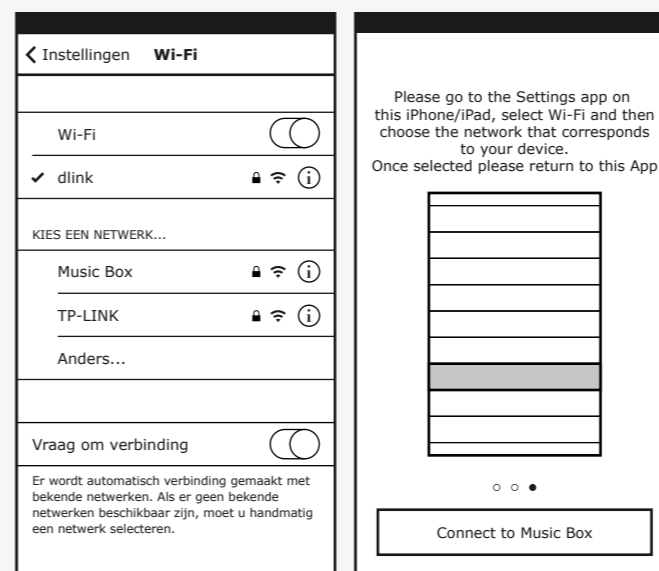 Instellingen Wi-Fi
Wi-Fi
dlink
KIES EEN NETWERK...
Music Box
TP-LINK
Anders...
Vraag om verbinding
Er wordt automatisch verbinding gemaakt met
bekende netwerken. Als er geen bekende
netwerken beschikbaar zijn, moet u handmatig
een netwerk selecteren.
Please go to the Settings app on
this iPhone/iPad, select Wi-Fi and then
choose the network that corresponds
to your device.
Once selected please return to this App
Connect to Music Box